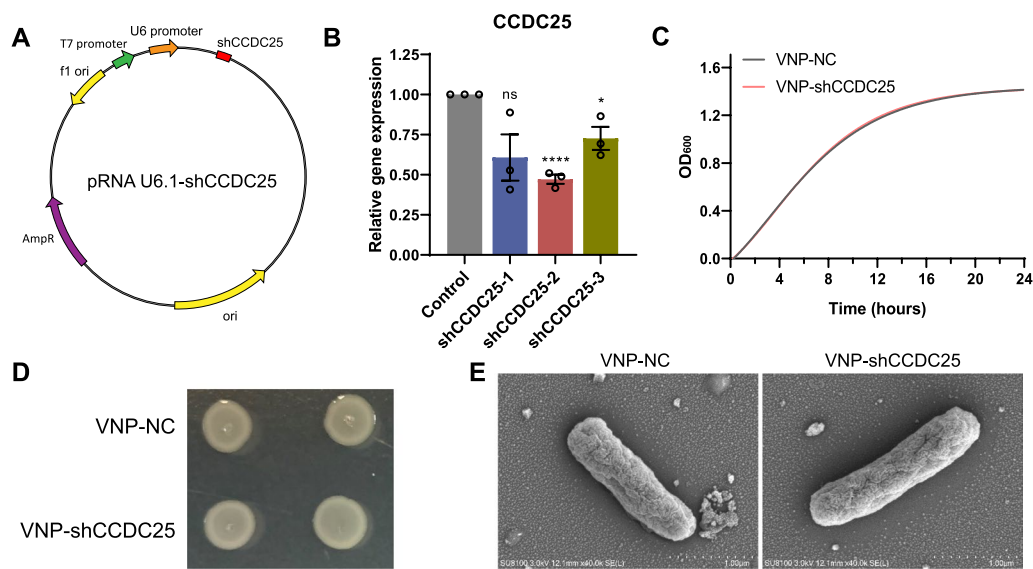 A
T7 promoter
U6 promoter
shCCDC25
f1 ori
pRNA U6.1-shCCDC25
AmpR
ori
B
CCDC25
Relative gene expression
1.25
1.00
0.75
0.50
0.25
0.00
ns
****
*
Control
shCCDC25-1
shCCDC25-2
shCCDC25-3
C
VNP-NC
VNP-shCCDC25
OD600
1.6
1.2
0.8
0.4
0.0
0 4 8 12 16 20 24
Time (hours)
D
VNP-NC
VNP-shCCDC25
E
VNP-NC
VNP-shCCDC25
SU8100 3.0kV 12.1mm x40.0k SE(L)
1.00µm
SU8100 3.0kV 12.1mm x40.0k SE(L)
1.00µm